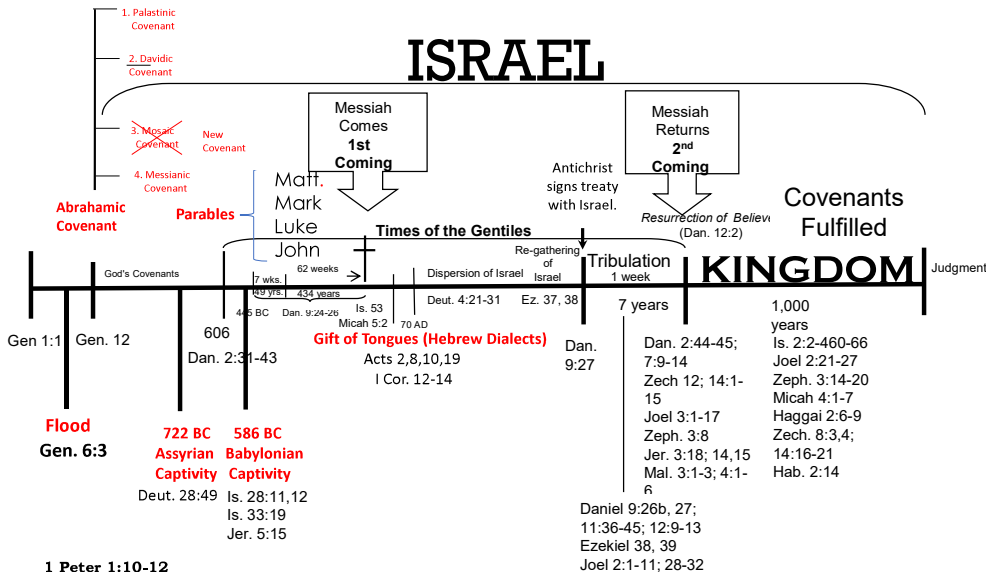 1. Palastinic
Covenant
2. Davidic
Covenant
3. Mosaic
Covenant
New
Covenant
4. Messianic
Covenant
Abrahamic
Covenant
ISRAEL
Messiah
Comes
1st
Coming
Messiah
Returns
2nd
Coming
Parables
Matt.
Mark
Luke
John
Antichrist
signs treaty
with Israel.
Resurrection of Believe
(Dan. 12:2)
Covenants
Fulfilled
Times of the Gentiles
God's Covenants
7 wks.
49 yrs.
62 weeks
434 years
445 BC
Dan. 9:24-26
Is. 53
Micah 5:2
70 AD
Dispersion of Israel
Deut. 4:21-31
Re-gathering
of
Israel
Ez. 37, 38
Tribulation
1 week
7 years
KINGDOM
1,000
years
Judgment
Gen 1:1
Gen. 12
606
Dan. 2:31-43
Gift of Tongues (Hebrew Dialects)
Acts 2,8,10,19
I Cor. 12-14
Dan.
9:27
Dan. 2:44-45;
7:9-14
Zech 12; 14:1-
15
Joel 3:1-17
Zeph. 3:8
Jer. 3:18; 14,15
Mal. 3:1-3; 4:1-
6
Is. 2:2-460-66
Joel 2:21-27
Zeph. 3:14-20
Micah 4:1-7
Haggai 2:6-9
Zech. 8:3,4;
14:16-21
Hab. 2:14
Flood
Gen. 6:3
722 BC
Assyrian
Captivity
Deut. 28:49
586 BC
Babylonian
Captivity
Is. 28:11,12
Is. 33:19
Jer. 5:15
Daniel 9:26b, 27;
11:36-45; 12:9-13
Ezekiel 38, 39
Joel 2:1-11; 28-32
1 Peter 1:10-12